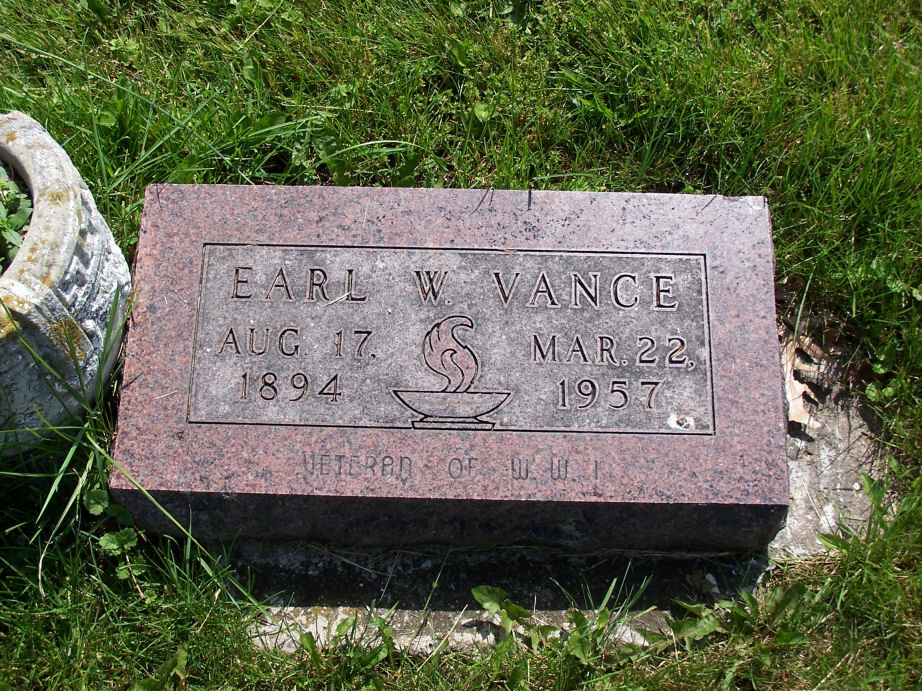 EARL W. VANCE
AUG. 17, MAR. 22,
1894 1957
VETERAN OF W.W.I